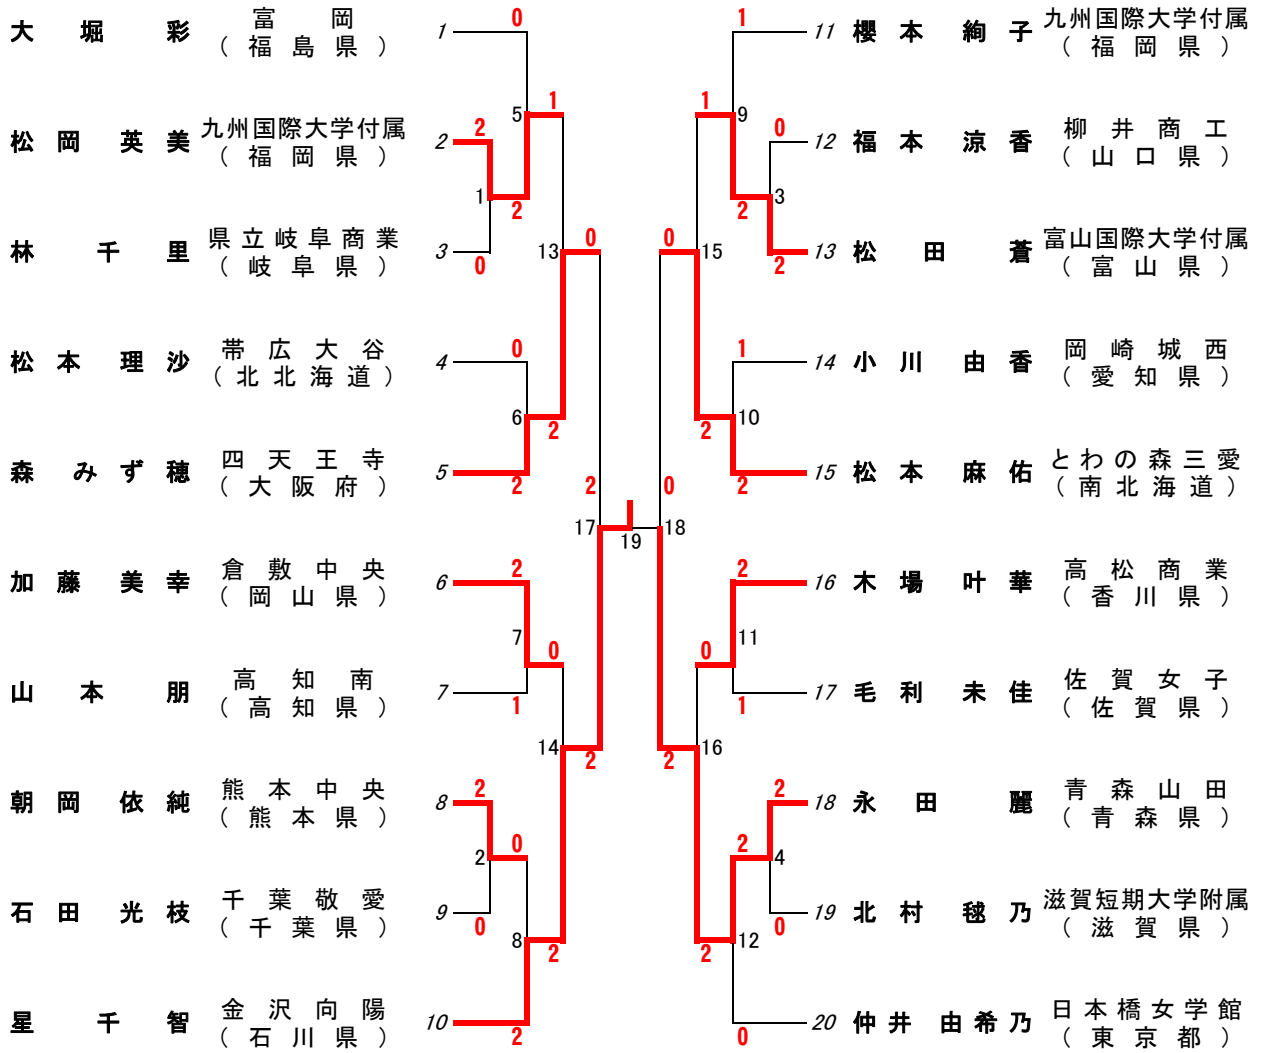 大堀彩 富岡 (福島県) 1
松岡英美 九州国際大学付属 (福岡県) 2
林千里 県立岐阜商業 (岐阜県) 3
松本理沙 帯広大谷 (北北海道) 4
森みず穂 四天王寺 (大阪府) 5
加藤美幸 倉敷中央 (岡山県) 6
山本朋 高知南 (高知県) 7
朝岡依純 熊本中央 (熊本県) 8
石田光枝 千葉敬愛 (千葉県) 9
星千智 金沢向陽 (石川県) 10
0
5 1
2
1 2
0
13 0
0
6 2
2
17 2
2
7 0
1
14 2
2
2 0
0
8 2
2
19
1
1 9
0
2 3
2
0 15
1
2 10
2
0 18
2
11
0
1
2 16
2
2 4
0
2 12
0
11 櫻本絢子 九州国際大学付属 (福岡県)
12 福本涼香 柳井商工 (山口県)
13 松田蒼 富山国際大学付属 (富山県)
14 小川由香 岡崎城西 (愛知県)
15 松本麻佑 とわの森三愛 (南北海道)
16 木場叶華 高松商業 (香川県)
17 毛利未佳 佐賀女子 (佐賀県)
18 永田麗 青森山田 (青森県)
19 北村毬乃 滋賀短期大学附属 (滋賀県)
20 仲井由希乃 日本橋女学館 (東京都)